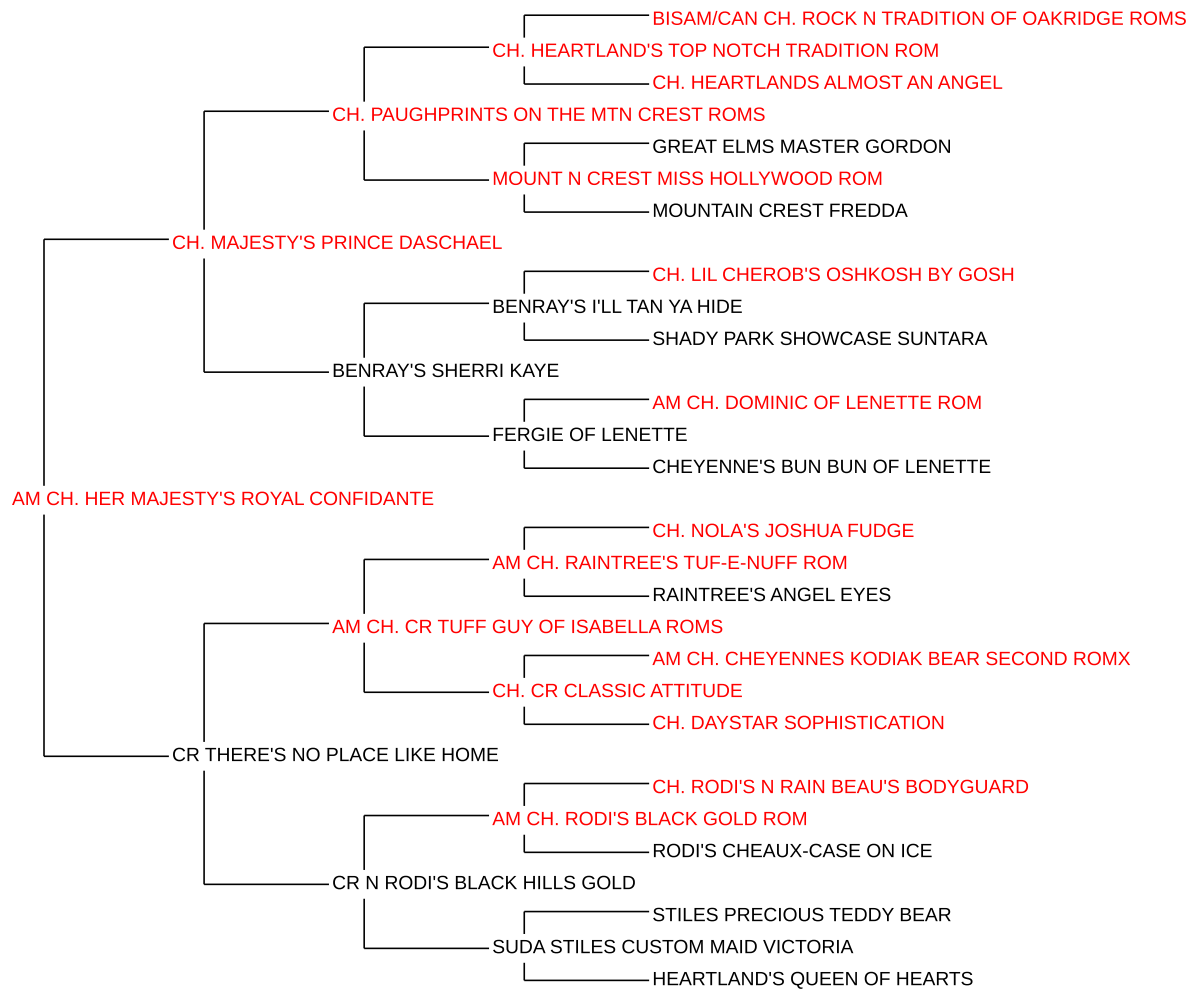 BISAM/CAN CH. ROCK N TRADITION OF OAKRIDGE ROMS
CH. HEARTLAND'S TOP NOTCH TRADITION ROM
CH. HEARTLANDS ALMOST AN ANGEL
CH. PAUGHPRINTS ON THE MTN CREST ROMS
GREAT ELMS MASTER GORDON
MOUNT N CREST MISS HOLLYWOOD ROM
MOUNTAIN CREST FREDDA
CH. MAJESTY'S PRINCE DASCHAEL
CH. LIL CHEROB'S OSHKOSH BY GOSH
BENRAY'S I'LL TAN YA HIDE
SHADY PARK SHOWCASE SUNTARA
BENRAY'S SHERRI KAYE
AM CH. DOMINIC OF LENETTE ROM
FERGIE OF LENETTE
CHEYENNE'S BUN BUN OF LENETTE
AM CH. HER MAJESTY'S ROYAL CONFIDANTE
CH. NOLA'S JOSHUA FUDGE
AM CH. RAINTREE'S TUF-E-NUFF ROM
RAINTREE'S ANGEL EYES
AM CH. CR TUFF GUY OF ISABELLA ROMS
AM CH. CHEYENNES KODIAK BEAR SECOND ROMX
CH. CR CLASSIC ATTITUDE
CH. DAYSTAR SOPHISTICATION
CR THERE'S NO PLACE LIKE HOME
CH. RODI'S N RAIN BEAU'S BODYGUARD
AM CH. RODI'S BLACK GOLD ROM
RODI'S CHEAUX-CASE ON ICE
CR N RODI'S BLACK HILLS GOLD
STILES PRECIOUS TEDDY BEAR
SUDA STILES CUSTOM MAID VICTORIA
HEARTLAND'S QUEEN OF HEARTS